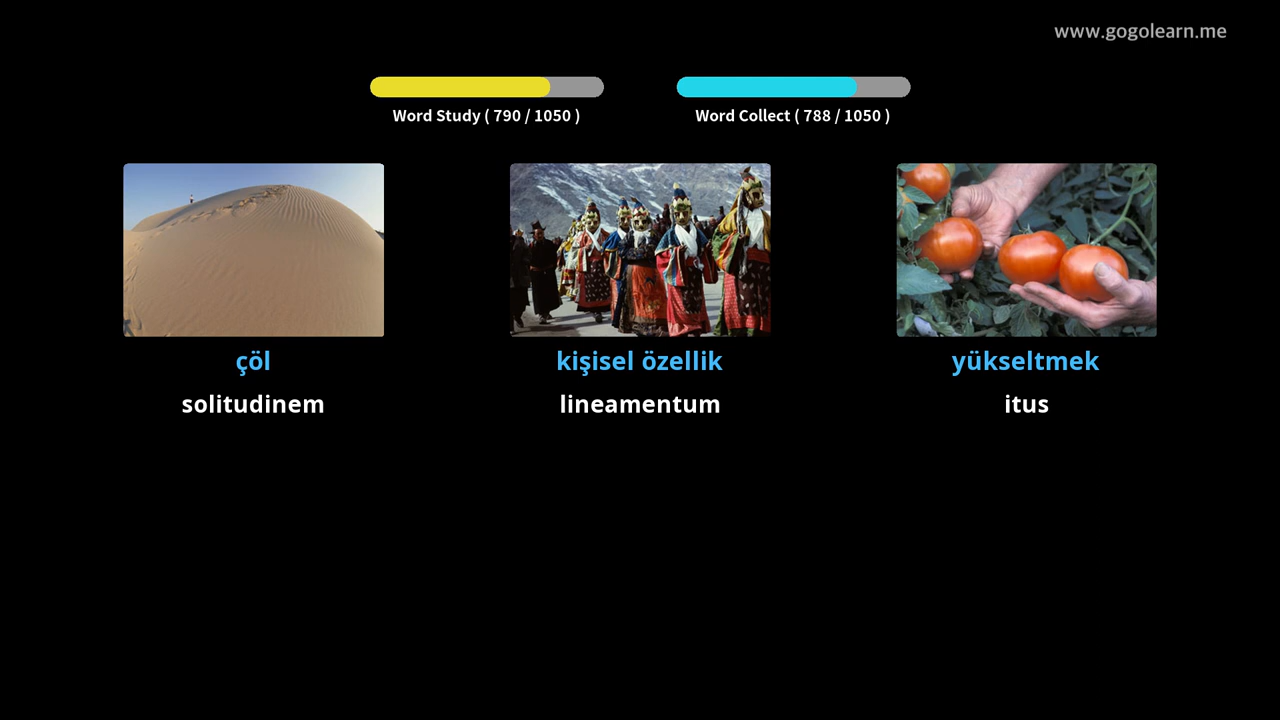 www.gogolearn.me
Word Study ( 790 / 1050 )
Word Collect ( 788 / 1050 )
çöl
kişisel özellik
yükseltmek
solitudinem
lineamentum
itus